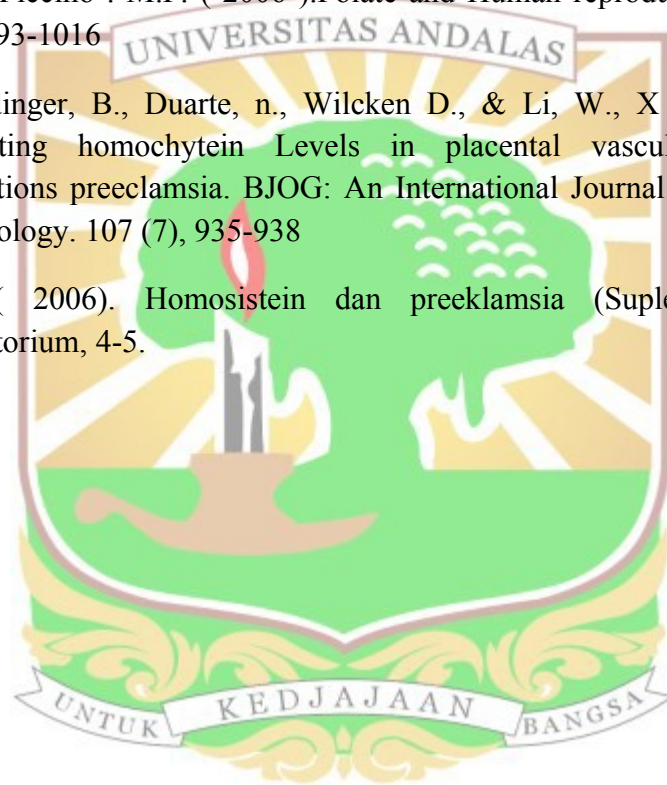 Piccino . M.F. ( 2006 ).Folate and Human reprodu
93-1016
UNIVERSITAS ANDALAS
inger, B., Duarte, n., Wilcken D., & Li, W., X
ting homochytein Levels in placental vascul
tions preeclamsia. BJOG: An International Journal
ology. 107 (7), 935-938
( 2006). Homosistein dan preeklamsia (Suple
torium, 4-5.
UNTUK KEDJAJAAN BANGSA